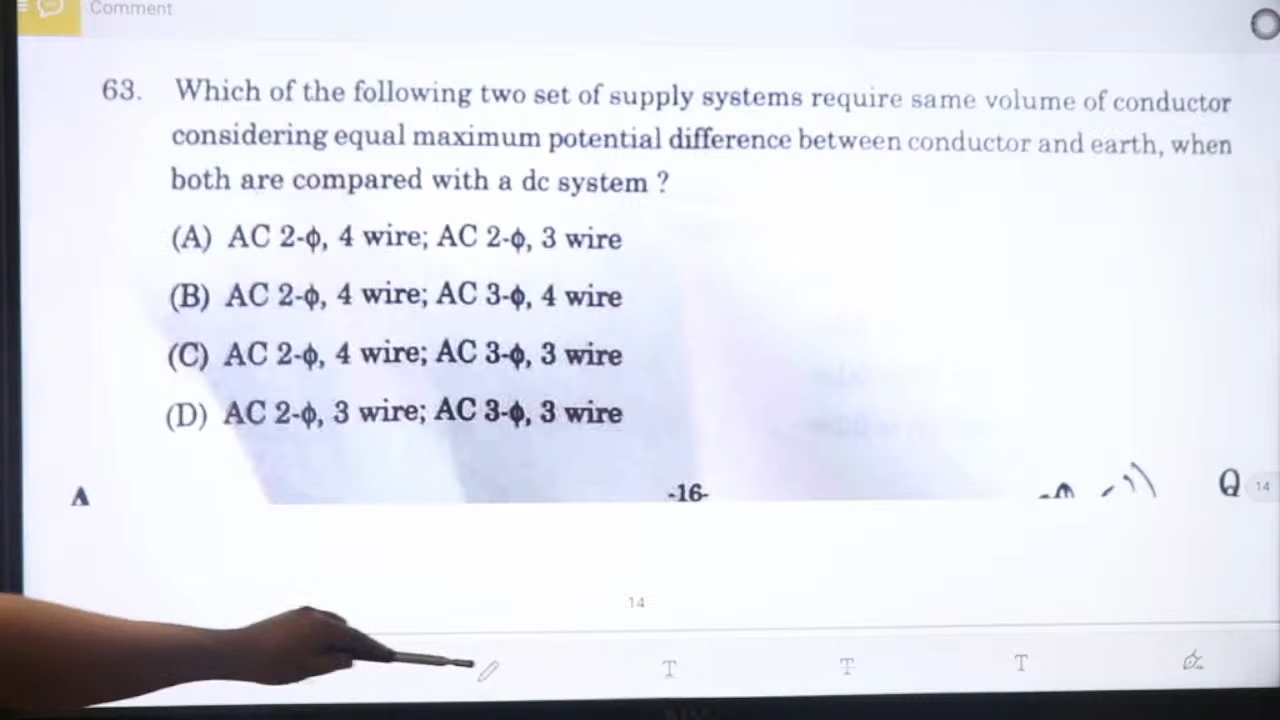 Comment
63. Which of the following two set of supply systems require same volume of conductor
considering equal maximum potential difference between conductor and earth, when
both are compared with a dc system ?
(A) AC 2-ϕ, 4 wire; AC 2-ϕ, 3 wire
(B) AC 2-ϕ, 4 wire; AC 3-ϕ, 4 wire
(C) AC 2-ϕ, 4 wire; AC 3-ϕ, 3 wire
(D) AC 2-ϕ, 3 wire; AC 3-ϕ, 3 wire
A -16- Q 14
14
T T T